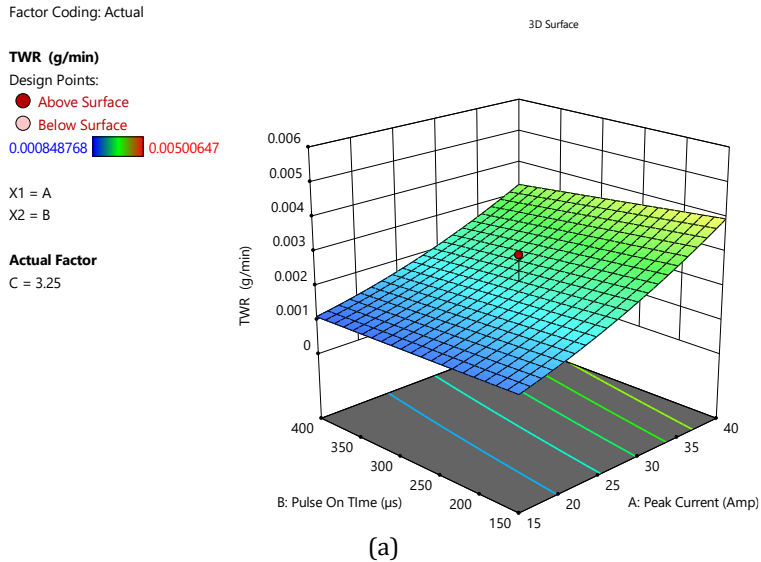 Factor Coding: Actual
3D Surface
TWR (g/min)
Design Points:
Above Surface
Below Surface
0.000848768 0.00500647
X1 = A
X2 = B
Actual Factor
C = 3.25
0.006
0.005
0.004
0.003
0.002
0.001
0
TWR (g/min)
400
350
300
250
200
150
B: Pulse On TIme (µs)
15
20
25
30
35
40
A: Peak Current (Amp)
(a)